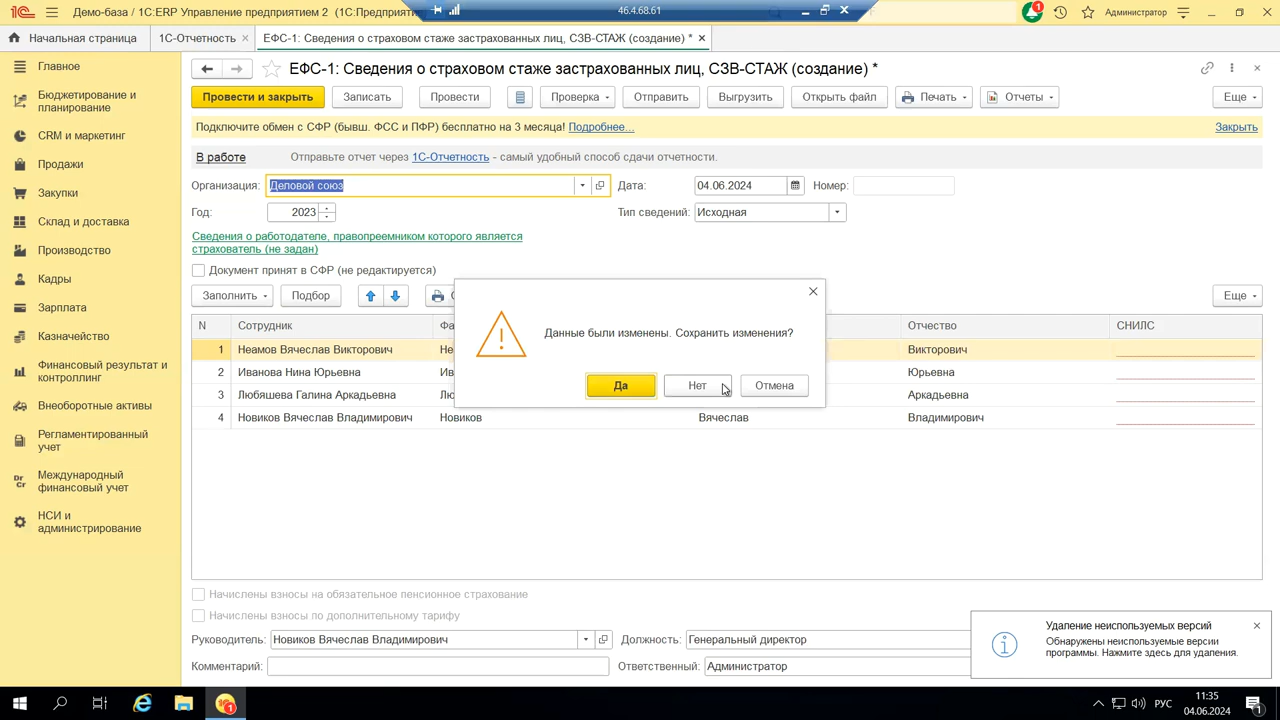 Демо-база / 1С:ERP Управление предприятием 2 (1С:Предприятие
46.4.68.61
1
Администратор
Начальная страница
1С-Отчетность ×
ЕФС-1: Сведения о страховом стаже застрахованных лиц, СЗВ-СТАЖ (создание) * ×
Главное
Бюджетирование и
планирование
CRM и маркетинг
Продажи
Закупки
Склад и доставка
Производство
Кадры
Зарплата
Казначейство
Финансовый результат и
контроллинг
Внеоборотные активы
Регламентированный
учет
Международный
финансовый учет
НСИ и
администрирование
ЕФС-1: Сведения о страховом стаже застрахованных лиц, СЗВ-СТАЖ (создание) *
Провести и закрыть Записать Провести Проверка Отправить Выгрузить Открыть файл Печать Отчеты Еще
Подключите обмен с СФР (бывш. ФСС и ПФР) бесплатно на 3 месяца! Подробнее... Закрыть
В работе Отправьте отчет через 1С-Отчетность - самый удобный способ сдачи отчетности.
Организация: Деловой союз Дата: 04.06.2024 Номер:
Год: 2023 Тип сведений: Исходная
Сведения о работодателе, правопреемником которого является
страхователь (не задан)
Документ принят в СФР (не редактируется)
Заполнить Подбор Еще
N Сотрудник Отчество СНИЛС
1 Неамов Вячеслав Викторович Викторович
2 Иванова Нина Юрьевна Юрьевна
3 Любяшева Галина Аркадьевна Аркадьевна
4 Новиков Вячеслав Владимирович Новиков Вячеслав Владимирович
Данные были изменены. Сохранить изменения?
Да Нет Отмена
Начислены взносы на обязательное пенсионное страхование
Начислены взносы по дополнительному тарифу
Руководитель: Новиков Вячеслав Владимирович Должность: Генеральный директор
Комментарий: Ответственный: Администратор
Удаление неиспользуемых версий
Обнаружены неиспользуемые версии
программы. Нажмите здесь для удаления.
РУС
11:35
04.06.2024
1